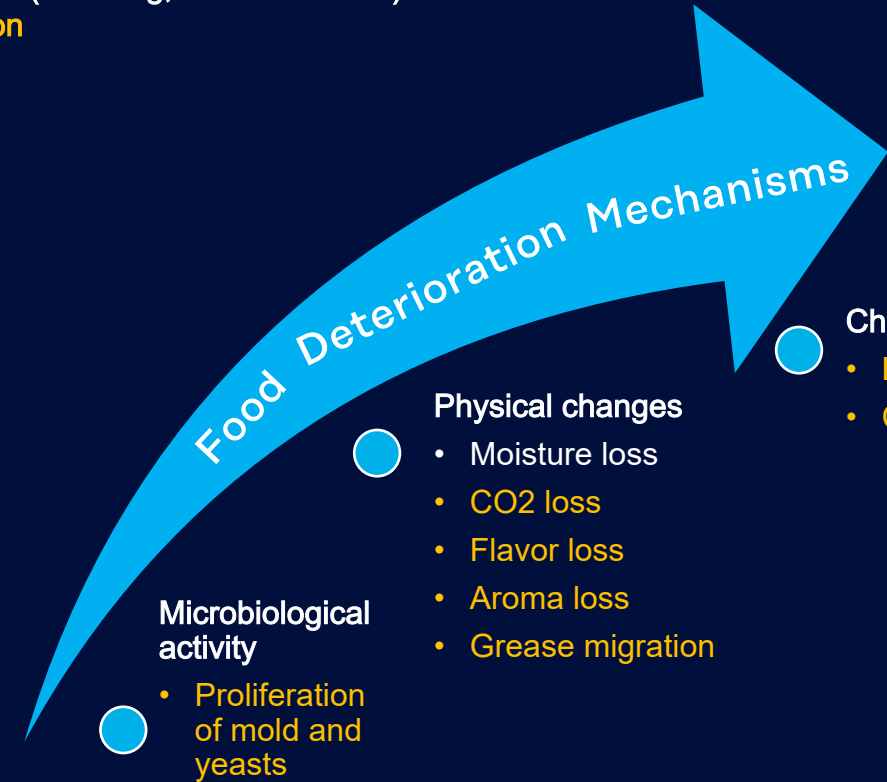 on
Food Deterioration Mechanisms
Physical changes
• Moisture loss
• CO2 loss
• Flavor loss
• Aroma loss
• Grease migration
Microbiological
activity
• Proliferation
of mold and
yeasts
Ch